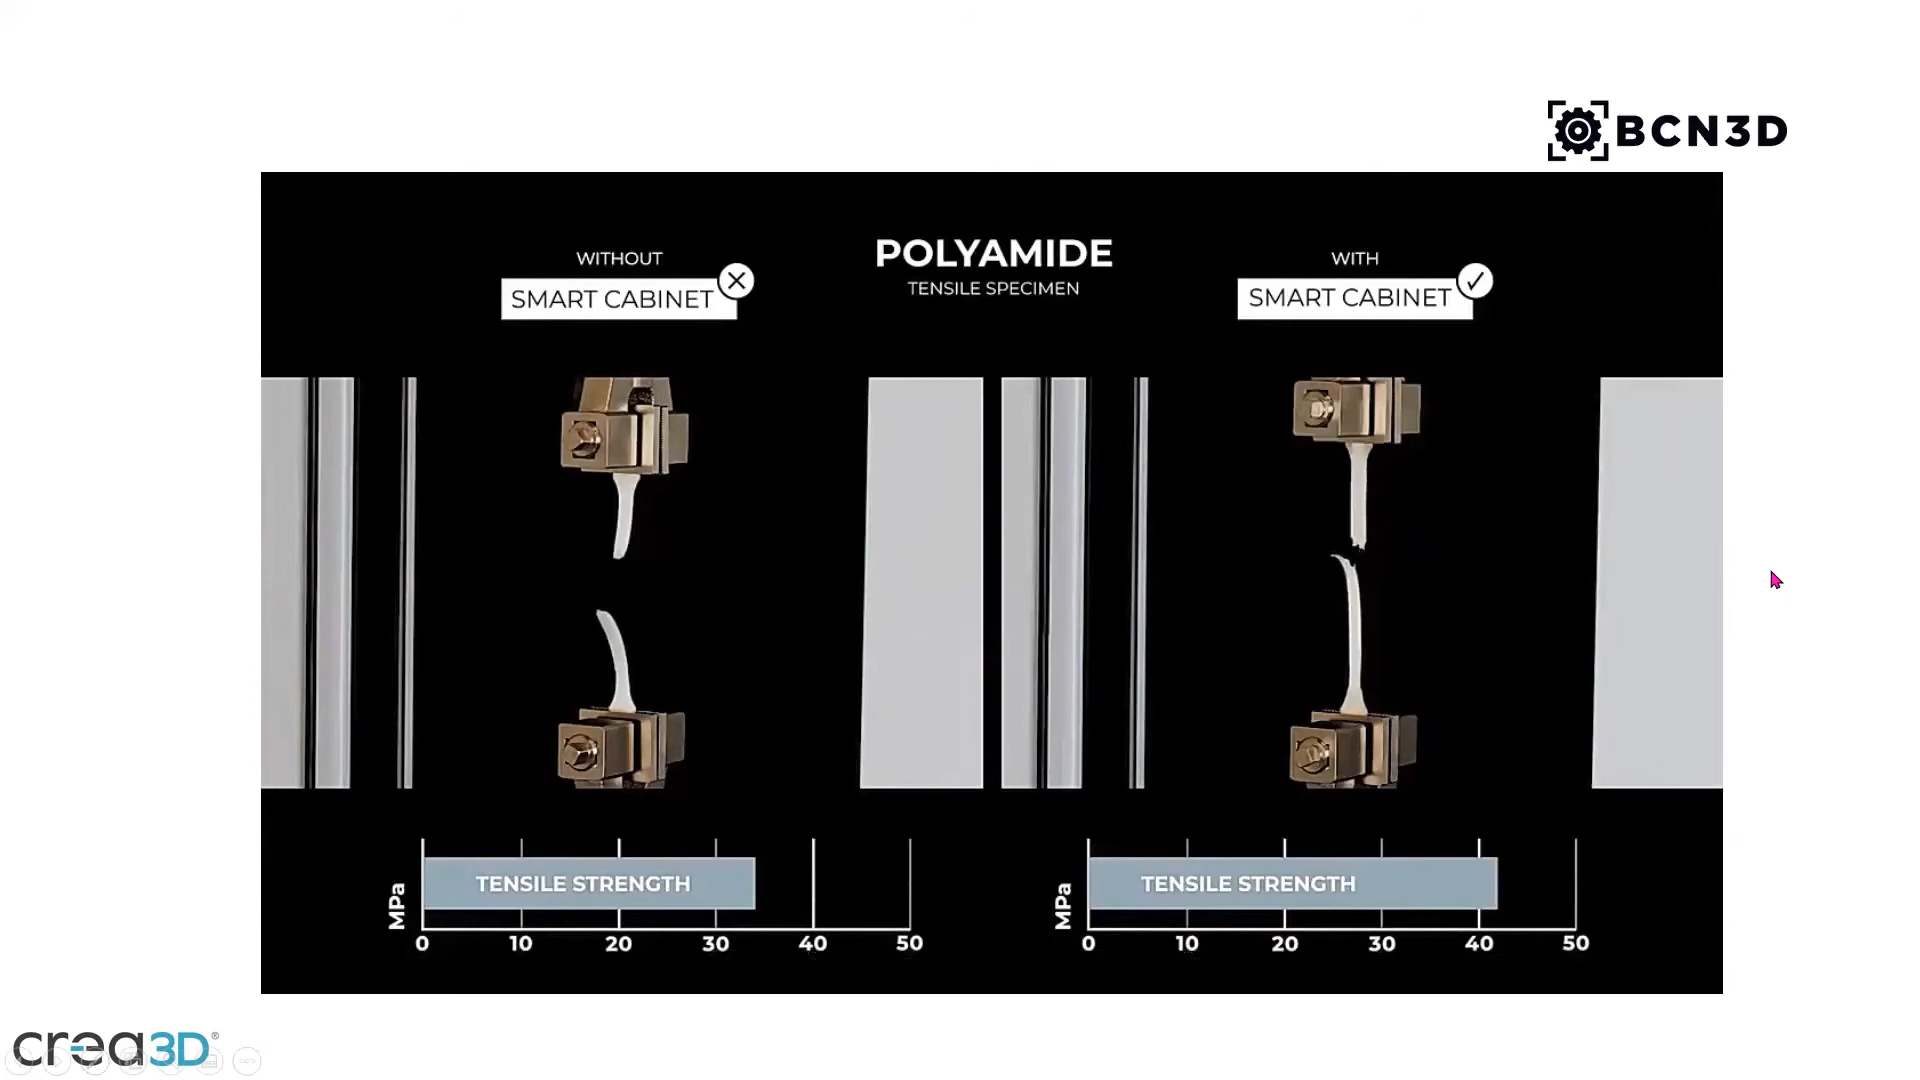 BCN3D
POLYAMIDE
TENSILE SPECIMEN
WITHOUT
SMART CABINET
WITH
SMART CABINET
MPa
TENSILE STRENGTH
0 10 20 30 40 50
MPa
TENSILE STRENGTH
0 10 20 30 40 50
crea3D®